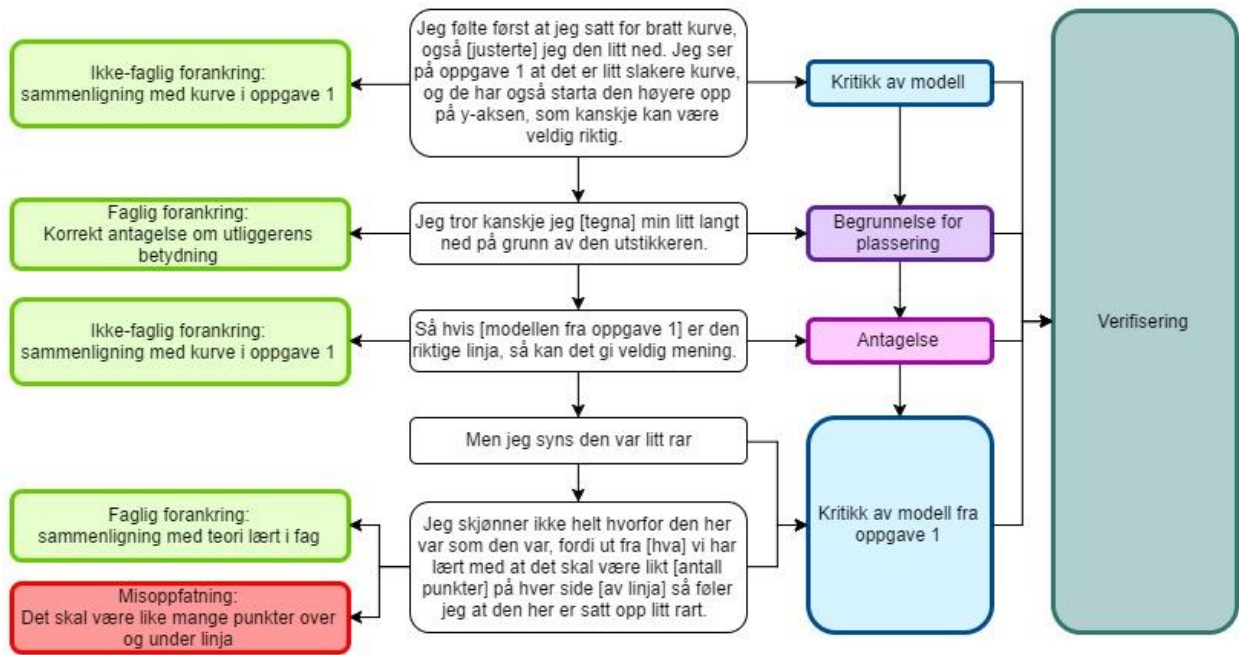 Ikke-faglig forankring:
sammenligning med kurve i oppgave 1
Jeg følte først at jeg satt for bratt kurve,
også [justerte] jeg den litt ned. Jeg ser
på oppgave 1 at det er litt slakere kurve,
og de har også starta den høyere opp
på y-aksen, som kanskje kan være
veldig riktig.
Kritikk av modell
Faglig forankring:
Korrekt antagelse om utliggerens
betydning
Jeg tror kanskje jeg [tegna] min litt langt
ned på grunn av den utstikkeren.
Begrunnelse for
plassering
Ikke-faglig forankring:
sammenligning med kurve i oppgave 1
Så hvis [modellen fra oppgave 1] er den
riktige linja, så kan det gi veldig mening.
Antagelse
Verifisering
Men jeg syns den var litt rar
Faglig forankring:
sammenligning med teori lært i fag
Misoppfatning:
Det skal være like mange punkter over
og under linja
Jeg skjønner ikke helt hvorfor den her
var som den var, fordi ut fra [hva] vi har
lært med at det skal være likt [antall
punkter] på hver side [av linja] så føler
jeg at den her er satt opp litt rart.
Kritikk av modell fra
oppgave 1